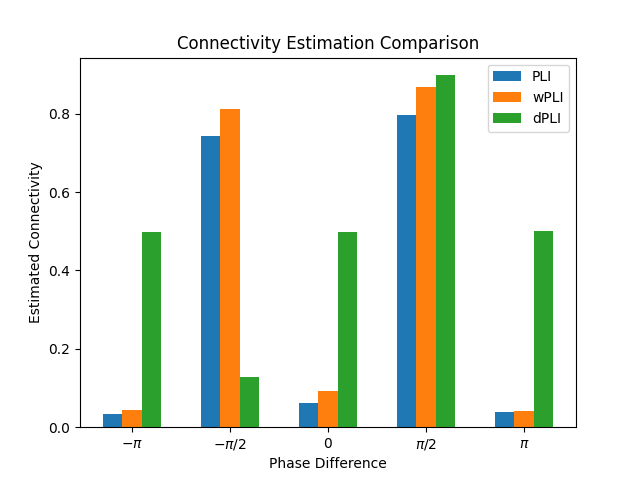 Connectivity Estimation Comparison
PLI
wPLI
dPLI
Estimated Connectivity
0.8
0.6
0.4
0.2
0.0
−π −π/2 0 π/2 π
Phase Difference